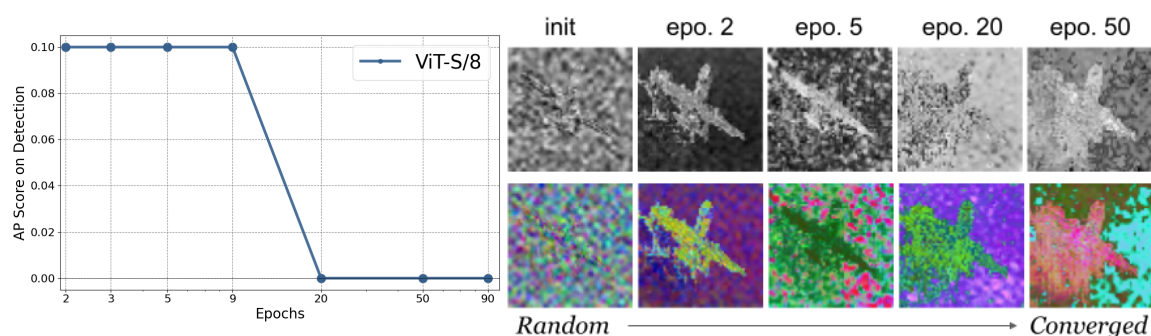 0.10
0.08
0.06
0.04
0.02
0.00
AP Score on Detection
ViT-S/8
2 3 5 9 20 50 90
Epochs
init epo. 2 epo. 5 epo. 20 epo. 50
Random Converged